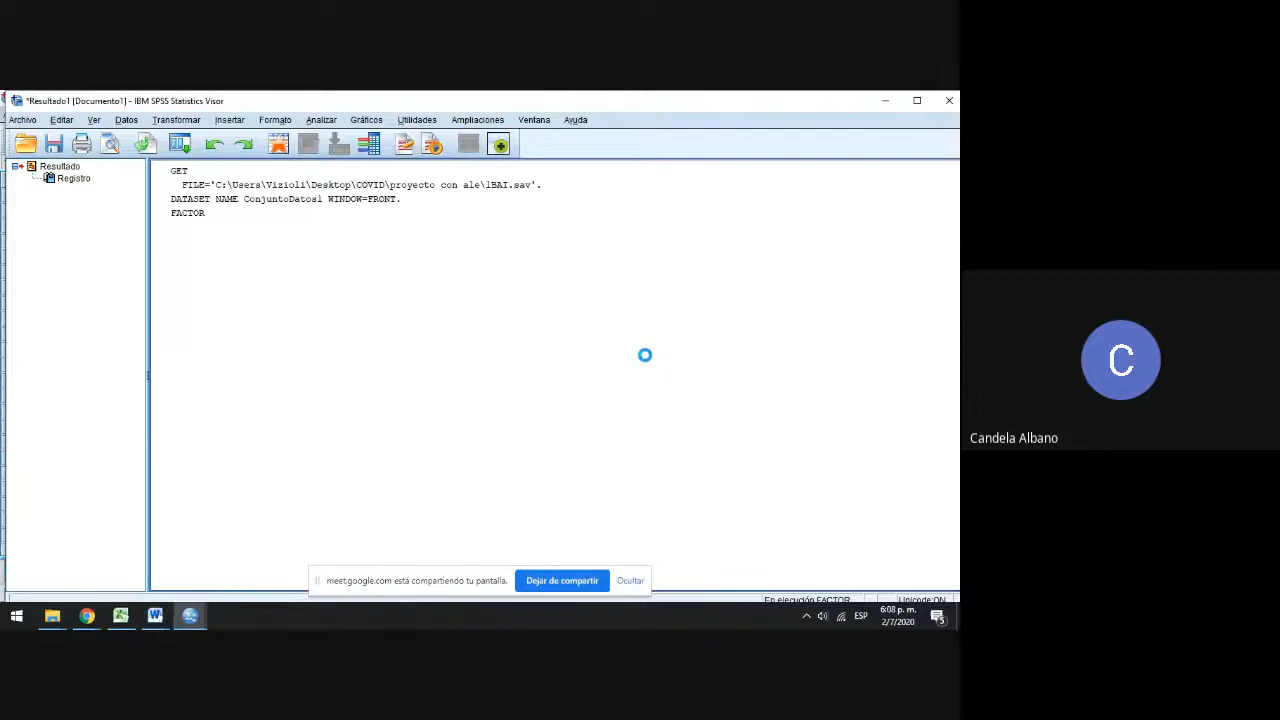 *Resultado1 [Documento1] - IBM SPSS Statistics Visor
Archivo Editar Ver Datos Transformar Insertar Formato Analizar Gráficos Utilidades Ampliaciones Ventana Ayuda
Resultado
Registro
GET
FILE='C:\Users\Vizioli\Desktop\COVID\proyecto con ale\1BAI.sav'.
DATASET NAME ConjuntoDatos1 WINDOW=FRONT.
FACTOR
C
Candela Albano
meet.google.com está compartiendo tu pantalla. Dejar de compartir Ocultar
En ejecución FACTOR Unicode:ON
ESP
6:08 p. m.
2/7/2020
5